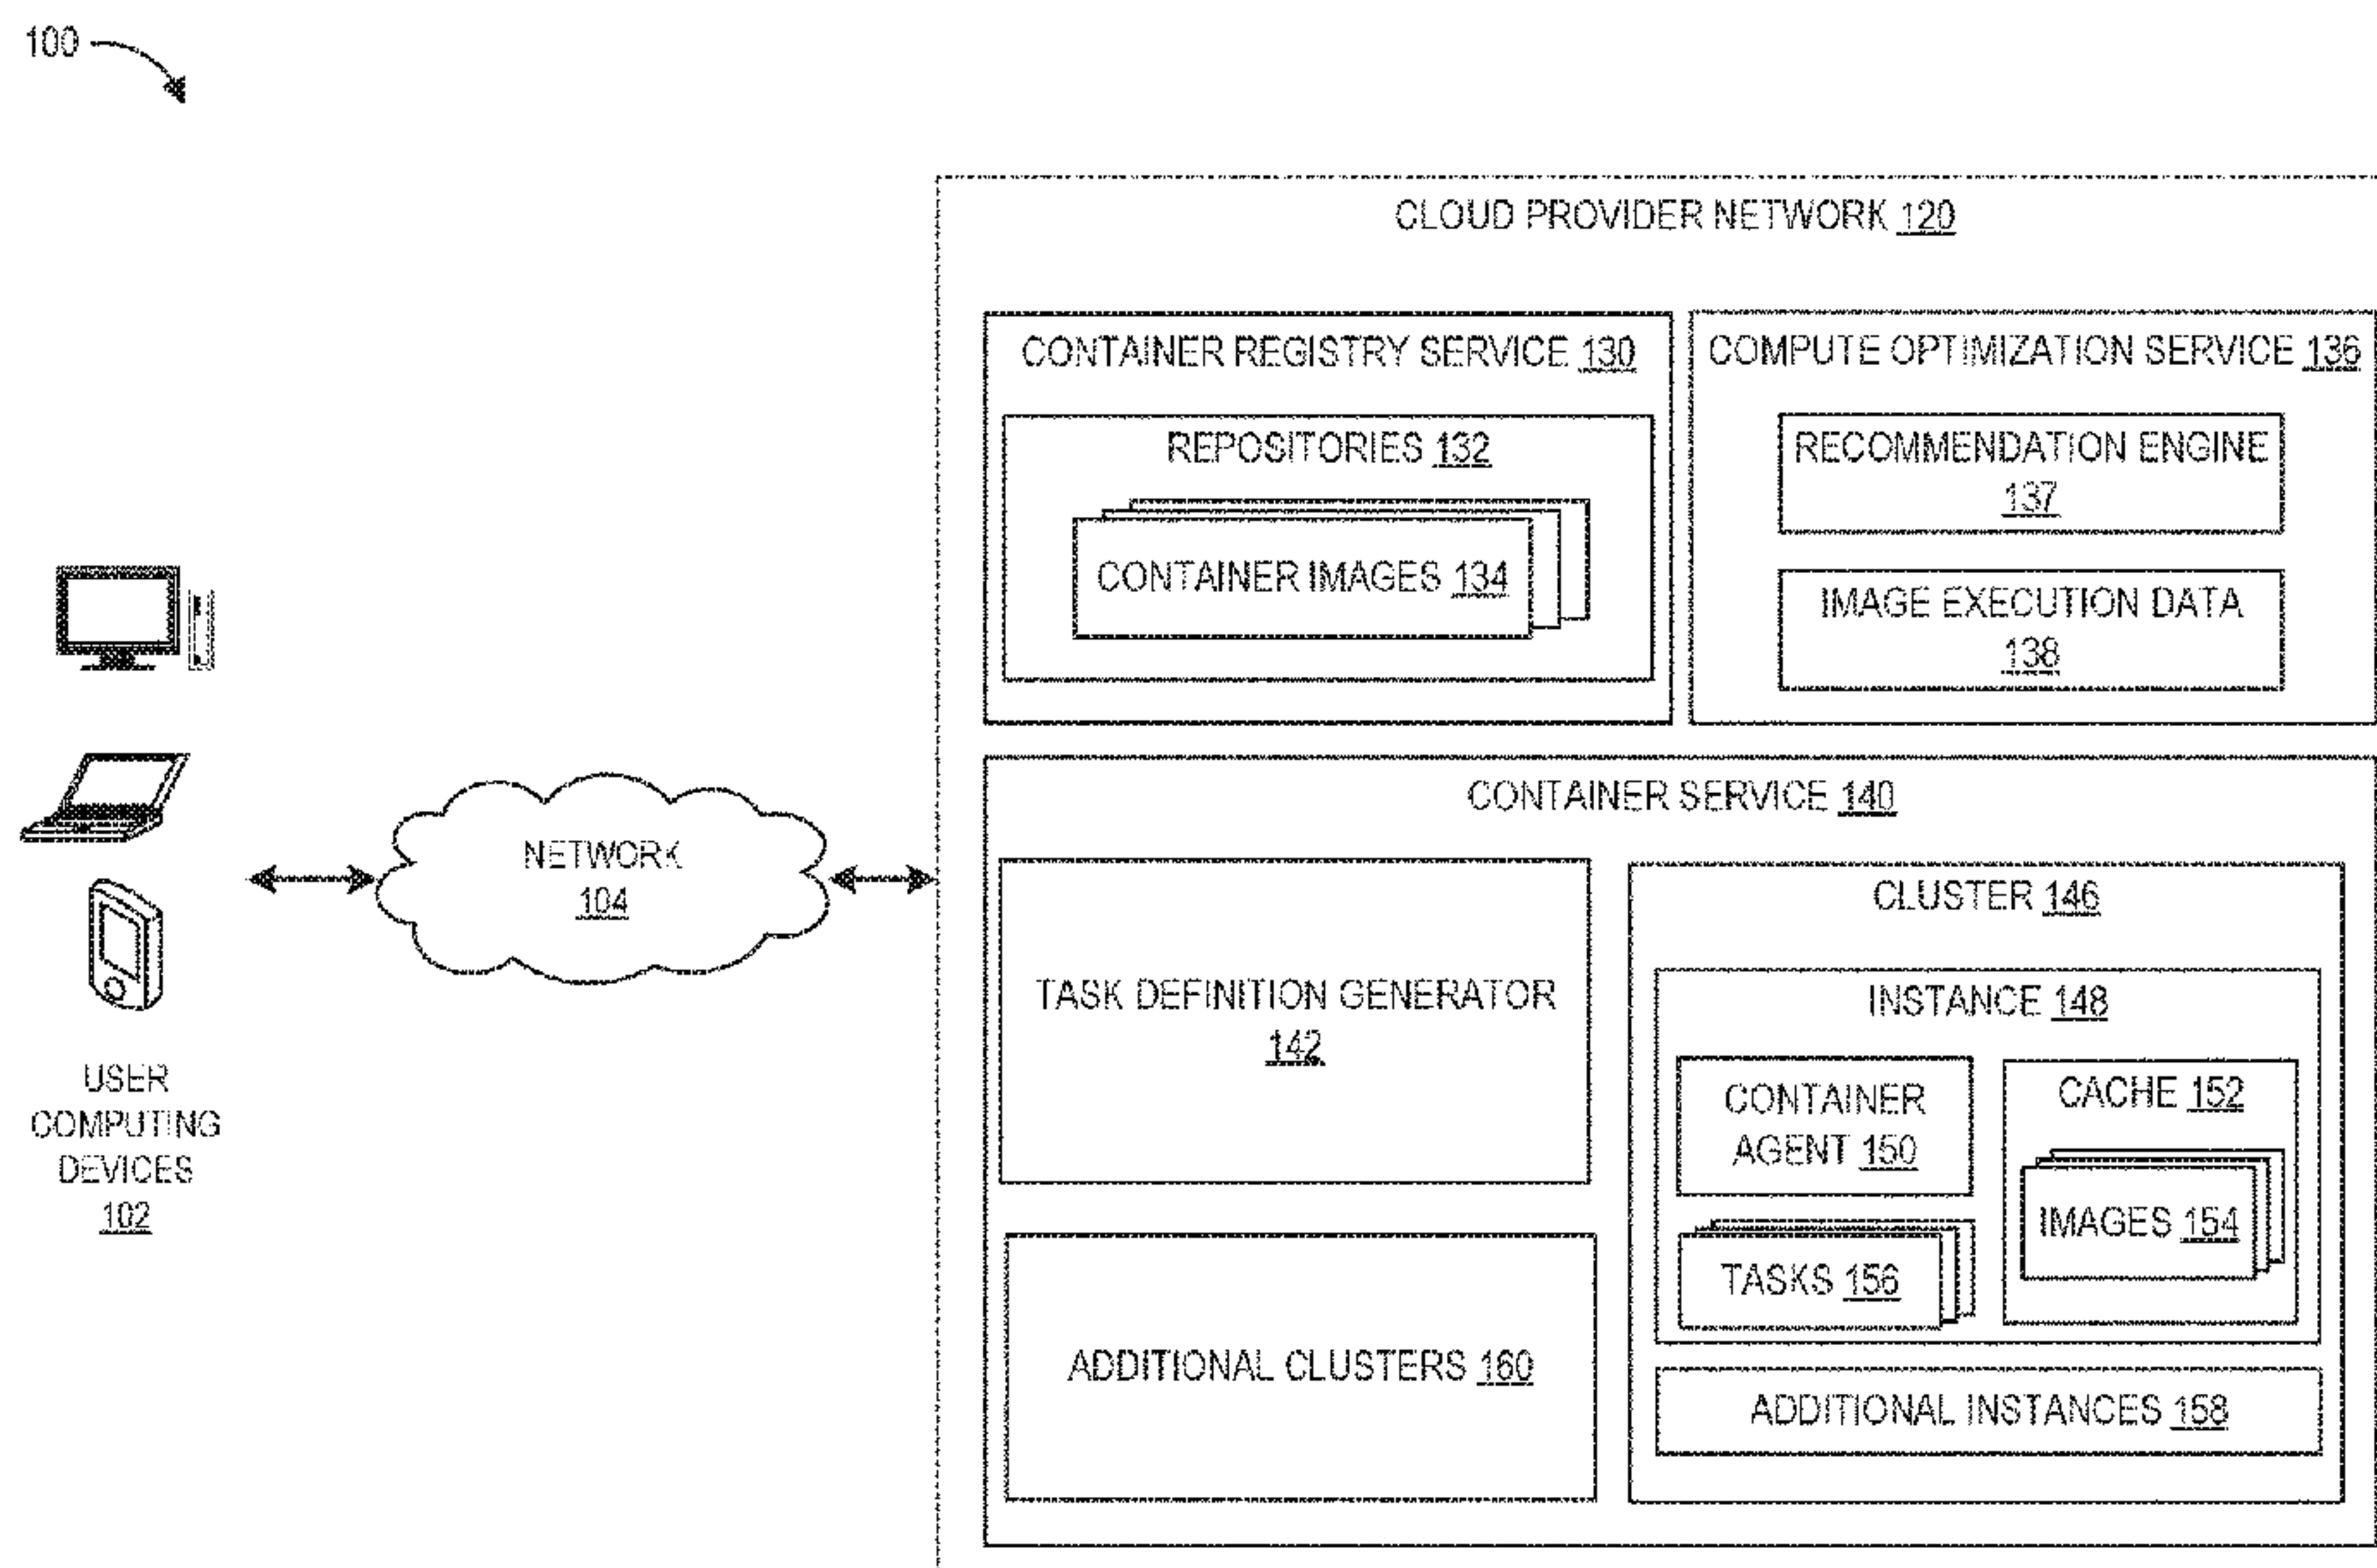 100
CLOUD PROVIDER NETWORK 120
CONTAINER REGISTRY SERVICE 130
REPOSITORIES 132
CONTAINER IMAGES 134
COMPUTE OPTIMIZATION SERVICE 136
RECOMMENDATION ENGINE
137
IMAGE EXECUTION DATA
138
USER
COMPUTING
DEVICES
102
NETWORK
104
CONTAINER SERVICE 140
TASK DEFINITION GENERATOR
142
ADDITIONAL CLUSTERS 160
CLUSTER 146
INSTANCE 148
CONTAINER
AGENT 150
CACHE 152
IMAGES 154
TASKS 156
ADDITIONAL INSTANCES 158